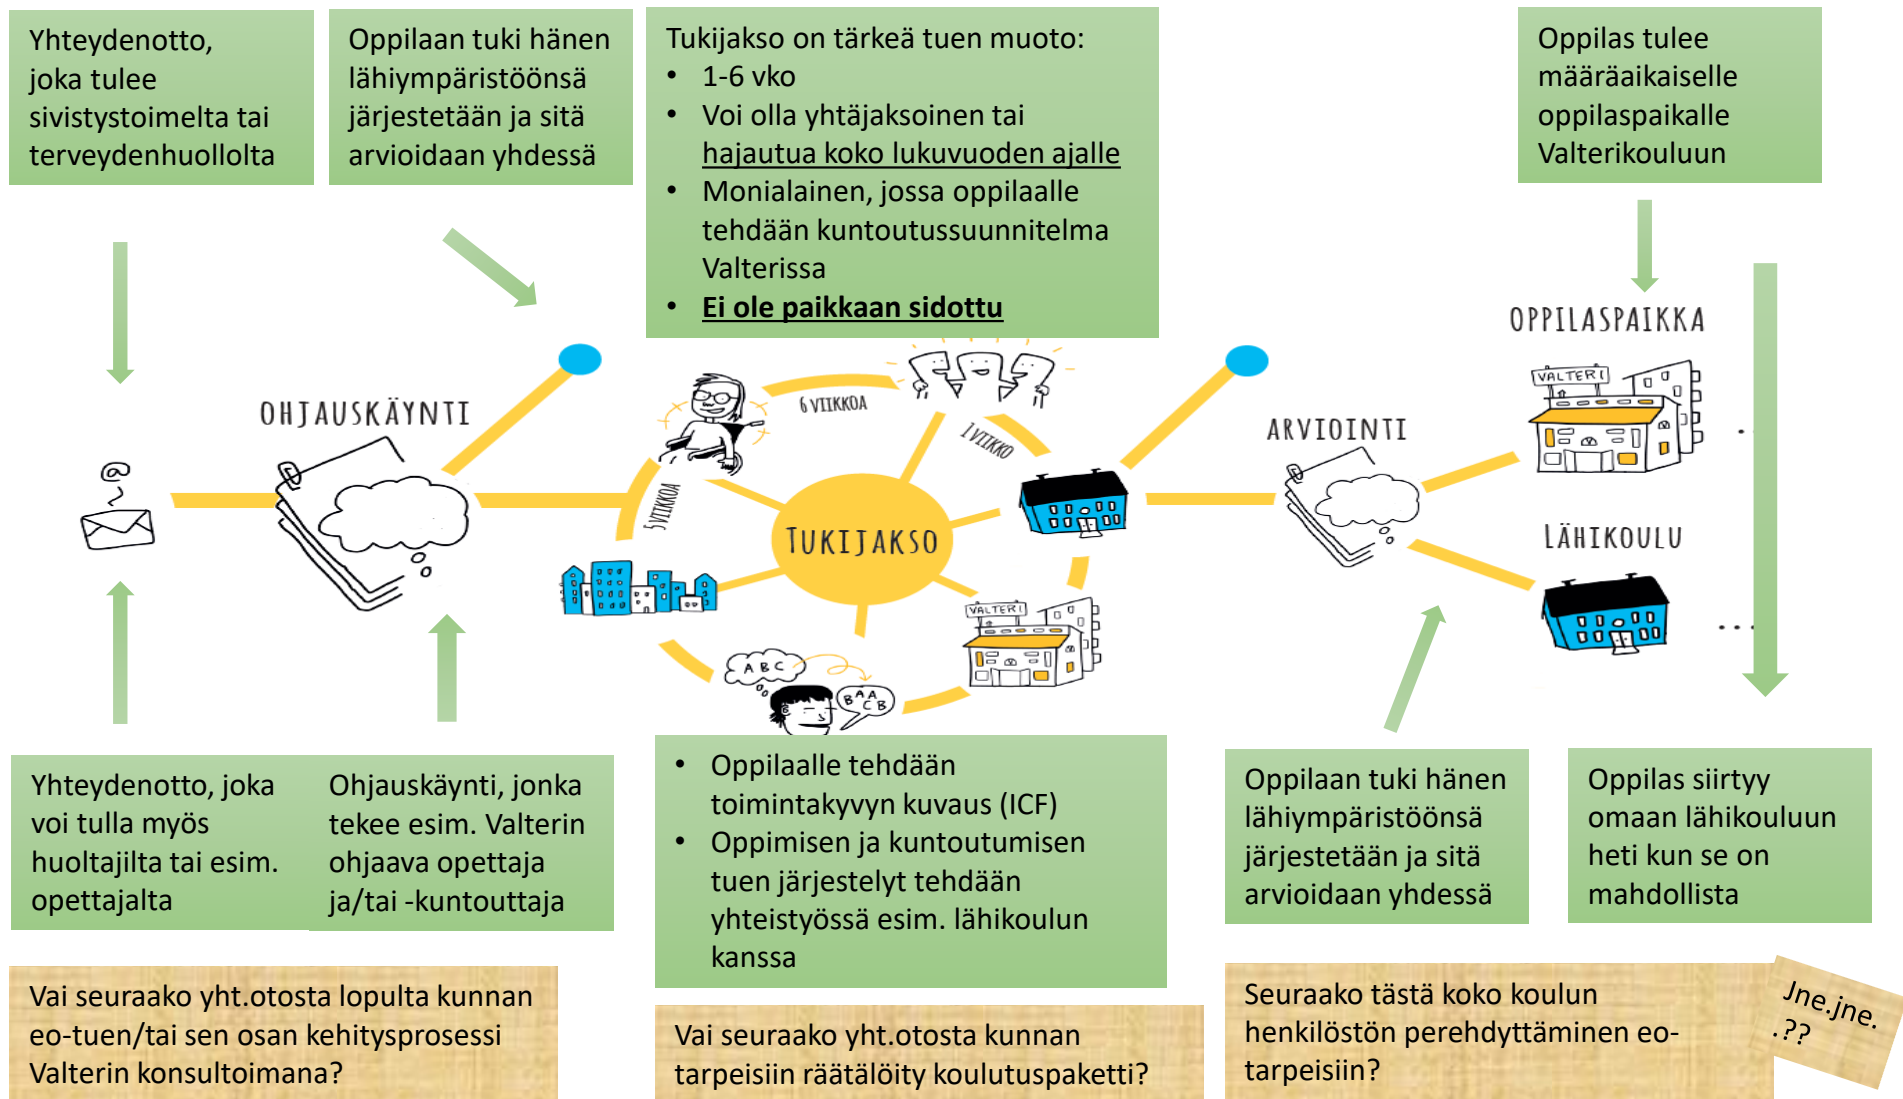 Yhteydenotto,
joka tulee
sivistystoimelta tai
terveydenhuollolta
Oppilaan tuki hänen
lähiympäristöönsä
järjestetään ja sitä
arvioidaan yhdessä
Tukijakso on tärkeä tuen muoto:
• 1-6 vko
• Voi olla yhtäjaksoinen tai
hajautua koko lukuvuoden ajalle
• Monialainen, jossa oppilaalle
tehdään kuntoutussuunnitelma
Valterissa
• Ei ole paikkaan sidottu
Oppilas tulee
määräaikaiselle
oppilaspaikalle
Valterikouluun
OPPILASPAIKKA
VALTERI
...
OHJAUSKÄYNTI
@
6 VIIKKOA
1 VIIKKO
5 VIIKKOA
TUKIJAKSO
VALTERI
ABC
BAA
CB
ARVIOINTI
LÄHIKOULU
...
Yhteydenotto, joka
voi tulla myös
huoltajilta tai esim.
opettajalta
Ohjauskäynti, jonka
tekee esim. Valterin
ohjaava opettaja
ja/tai -kuntouttaja
• Oppilaalle tehdään
toimintakyvyn kuvaus (ICF)
• Oppimisen ja kuntoutumisen
tuen järjestelyt tehdään
yhteistyössä esim. lähikoulun
kanssa
Oppilaan tuki hänen
lähiympäristöönsä
järjestetään ja sitä
arvioidaan yhdessä
Oppilas siirtyy
omaan lähikouluun
heti kun se on
mahdollista
Vai seuraako yht.otosta lopulta kunnan
eo-tuen/tai sen osan kehitysprosessi
Valterin konsultoimana?
Vai seuraako yht.otosta kunnan
tarpeisiin räätälöity koulutuspaketti?
Seuraako tästä koko koulun
henkilöstön perehdyttäminen eo-
tarpeisiin?
Jne.jne.
.??